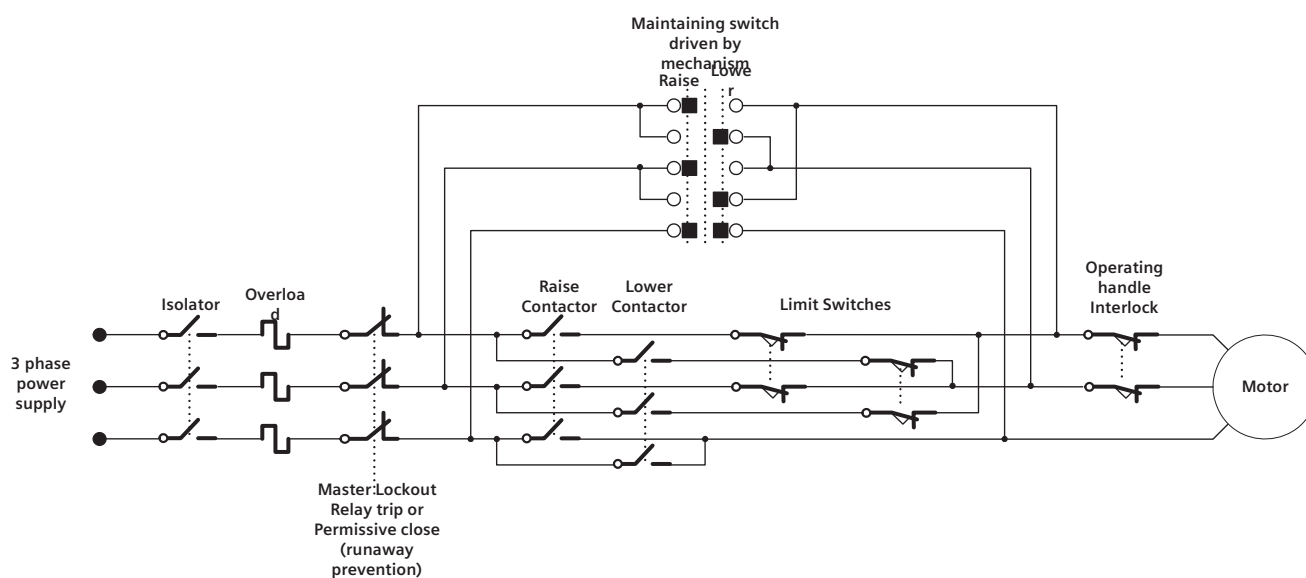 Maintaining switch
driven by
mechanism
Raise
Lowe
r
Isolator
Overloa
d
Raise
Contactor
Lower
Contactor
Limit Switches
Operating
handle
Interlock
3 phase
power
supply
Motor
Master Lockout
Relay trip or
Permissive close
(runaway
prevention)